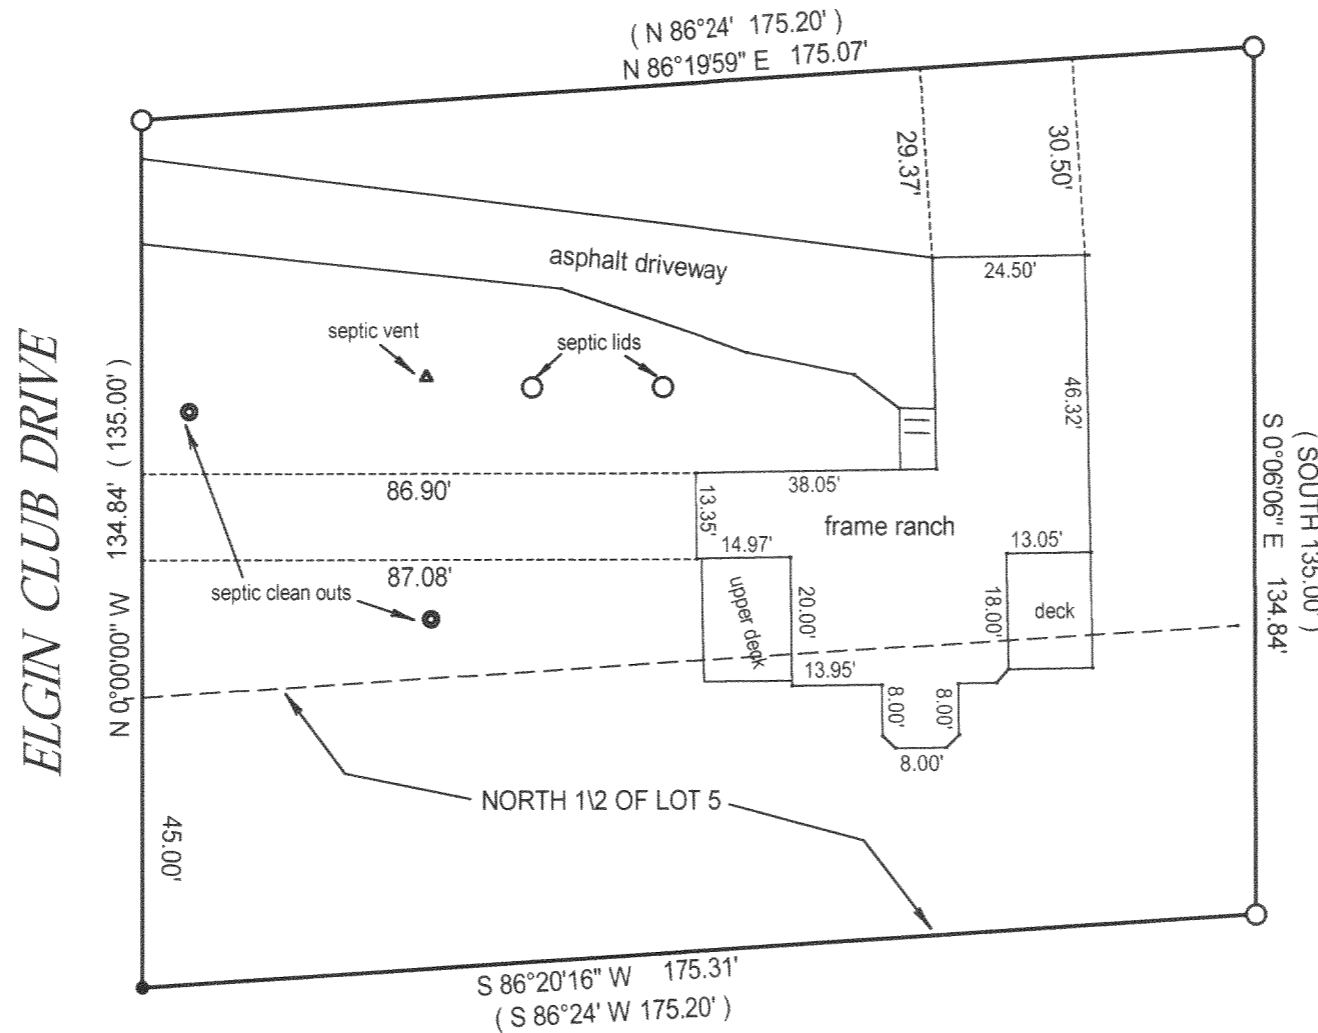 ( N 86°24' 175.20' )
N 86°19'59" E 175.07'
29.37'
30.50'
24.50'
asphalt driveway
septic vent
septic lids
46.32'
ELGIN CLUB DRIVE
N 0°00'00" W 134.84' ( 135.00' )
( SOUTH 135.00' )
S 0°06'06" E 134.84'
86.90'
38.05'
13.35'
frame ranch
14.97'
13.05'
87.08'
septic clean outs
upper deck
20.00'
18.00'
deck
13.95'
8.00'
8.00'
8.00'
NORTH 1\2 OF LOT 5
45.00'
S 86°20'16" W 175.31'
( S 86°24' W 175.20' )